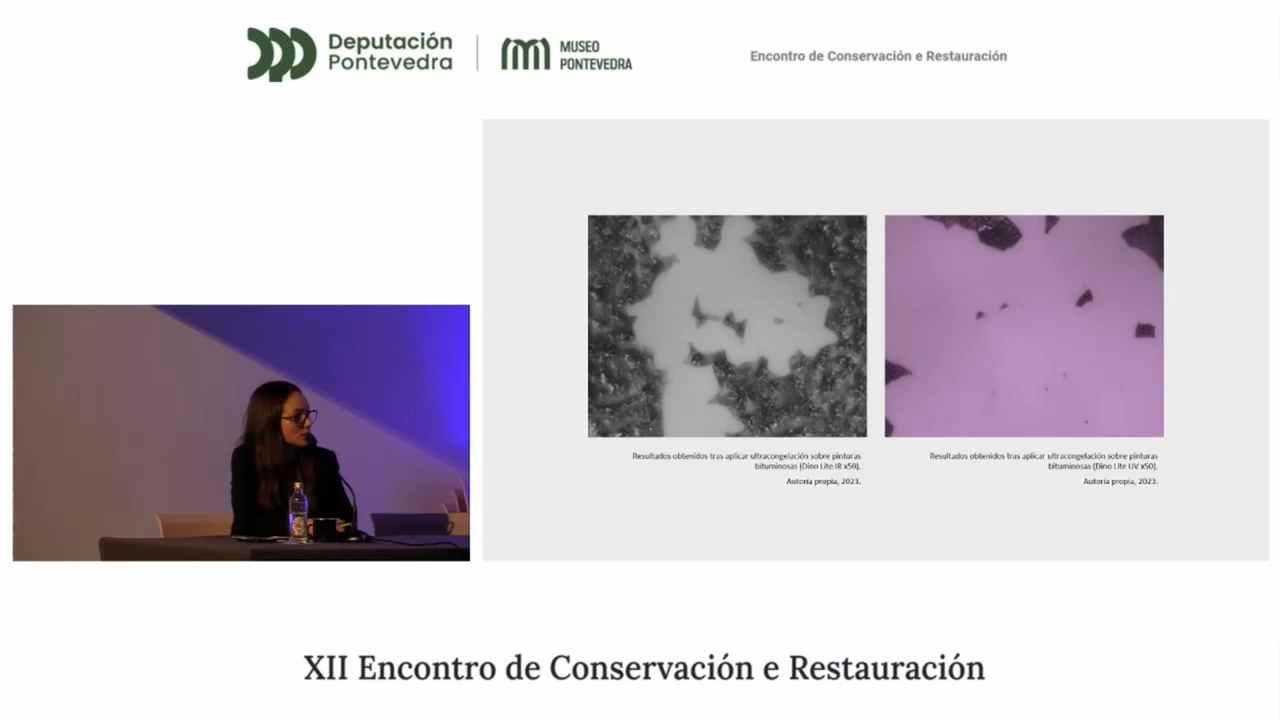 Deputación
Pontevedra
MUSEO
PONTEVEDRA
Encontro de Conservación e Restauración
Resultados obtenidos tras aplicar ultracongelación sobre pinturas
bituminosas (Dino Lite IR x50).
Autoría propia, 2023.
Resultados obtenidos tras aplicar ultracongelación sobre pinturas
bituminosas (Dino Lite UV x50).
Autoría propia, 2023.
XII Encontro de Conservación e Restauración